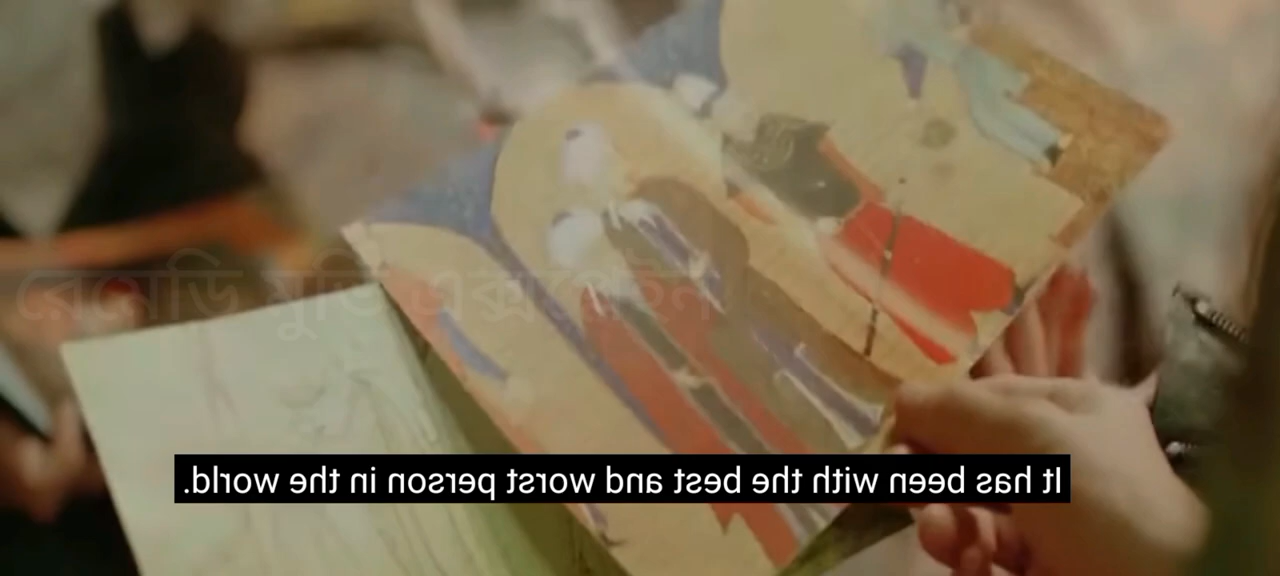 মুভি
It has been with the best and worst person in the world.